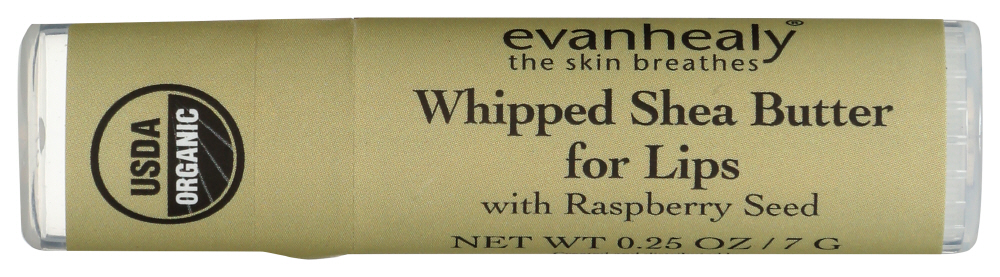 evanhealy®
the skin breathes
Whipped Shea Butter
for Lips
with Raspberry Seed
NET WT 0.25 OZ / 7 G
USDA
ORGANIC